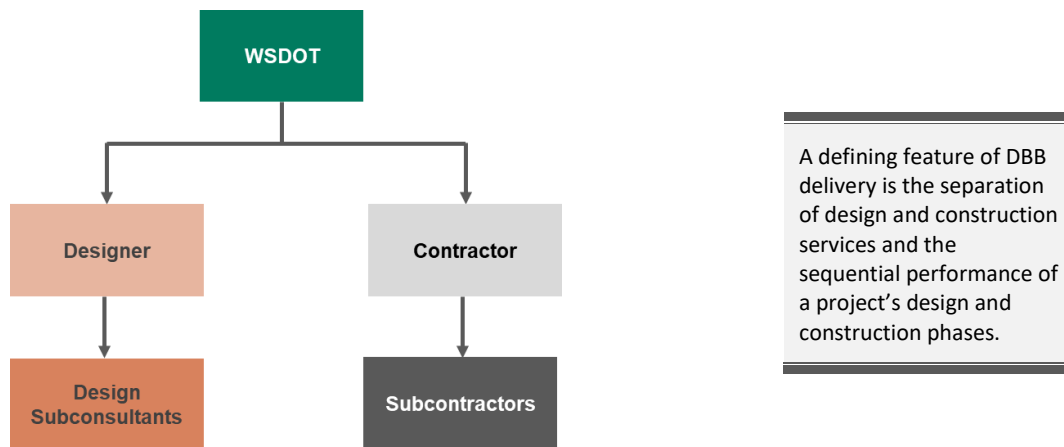 WSDOT
Designer
Contractor
Design
Subconsultants
Subcontractors
A defining feature of DBB
delivery is the separation
of design and construction
services and the
sequential performance of
a project’s design and
construction phases.